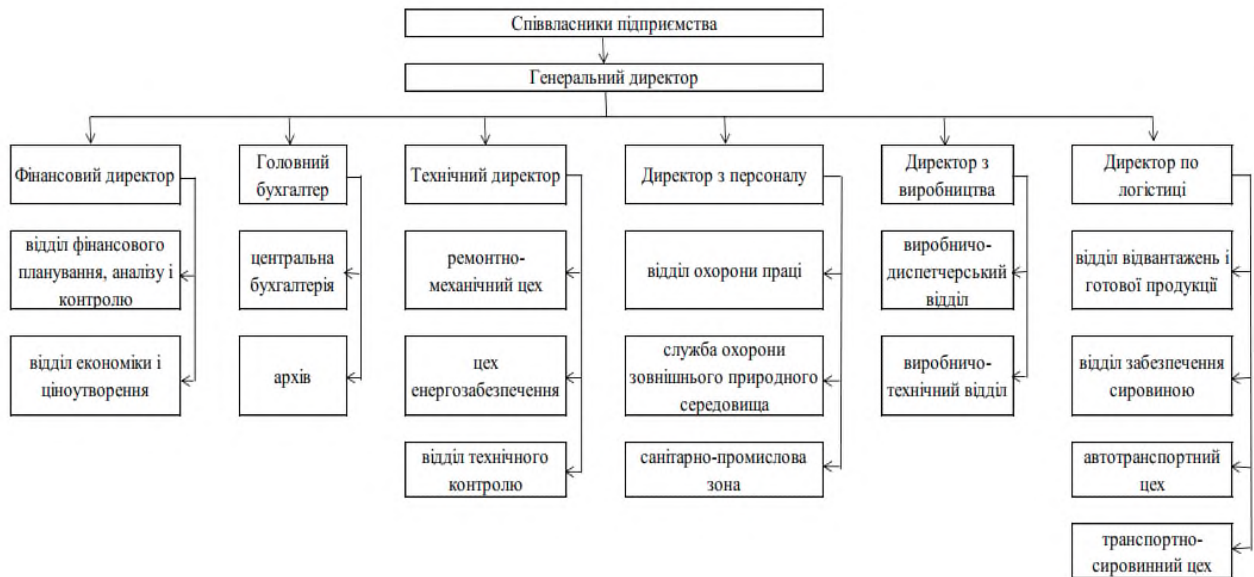 Співвласники підприємства
Генеральний директор
Фінансовий директор
Головний
бухгалтер
Технічний директор
Директор з персоналу
Директор з
виробництва
Директор по
логістиці
відділ фінансового
планування, аналізу і
контролю
центральна
бухгалтерія
ремонтно-
механічний цех
відділ охорони праці
виробничо-
диспетчерський
відділ
відділ відвантажень і
готової продукції
відділ економіки і
ціноутворення
архів
цех
енергозабезпечення
служба охорони
зовнішнього природного
середовища
виробничо-
технічний відділ
відділ забезпечення
сировиною
відділ технічного
контролю
санітарно-промислова
зона
автотранспортний
цех
транспортно-
сировинний цех